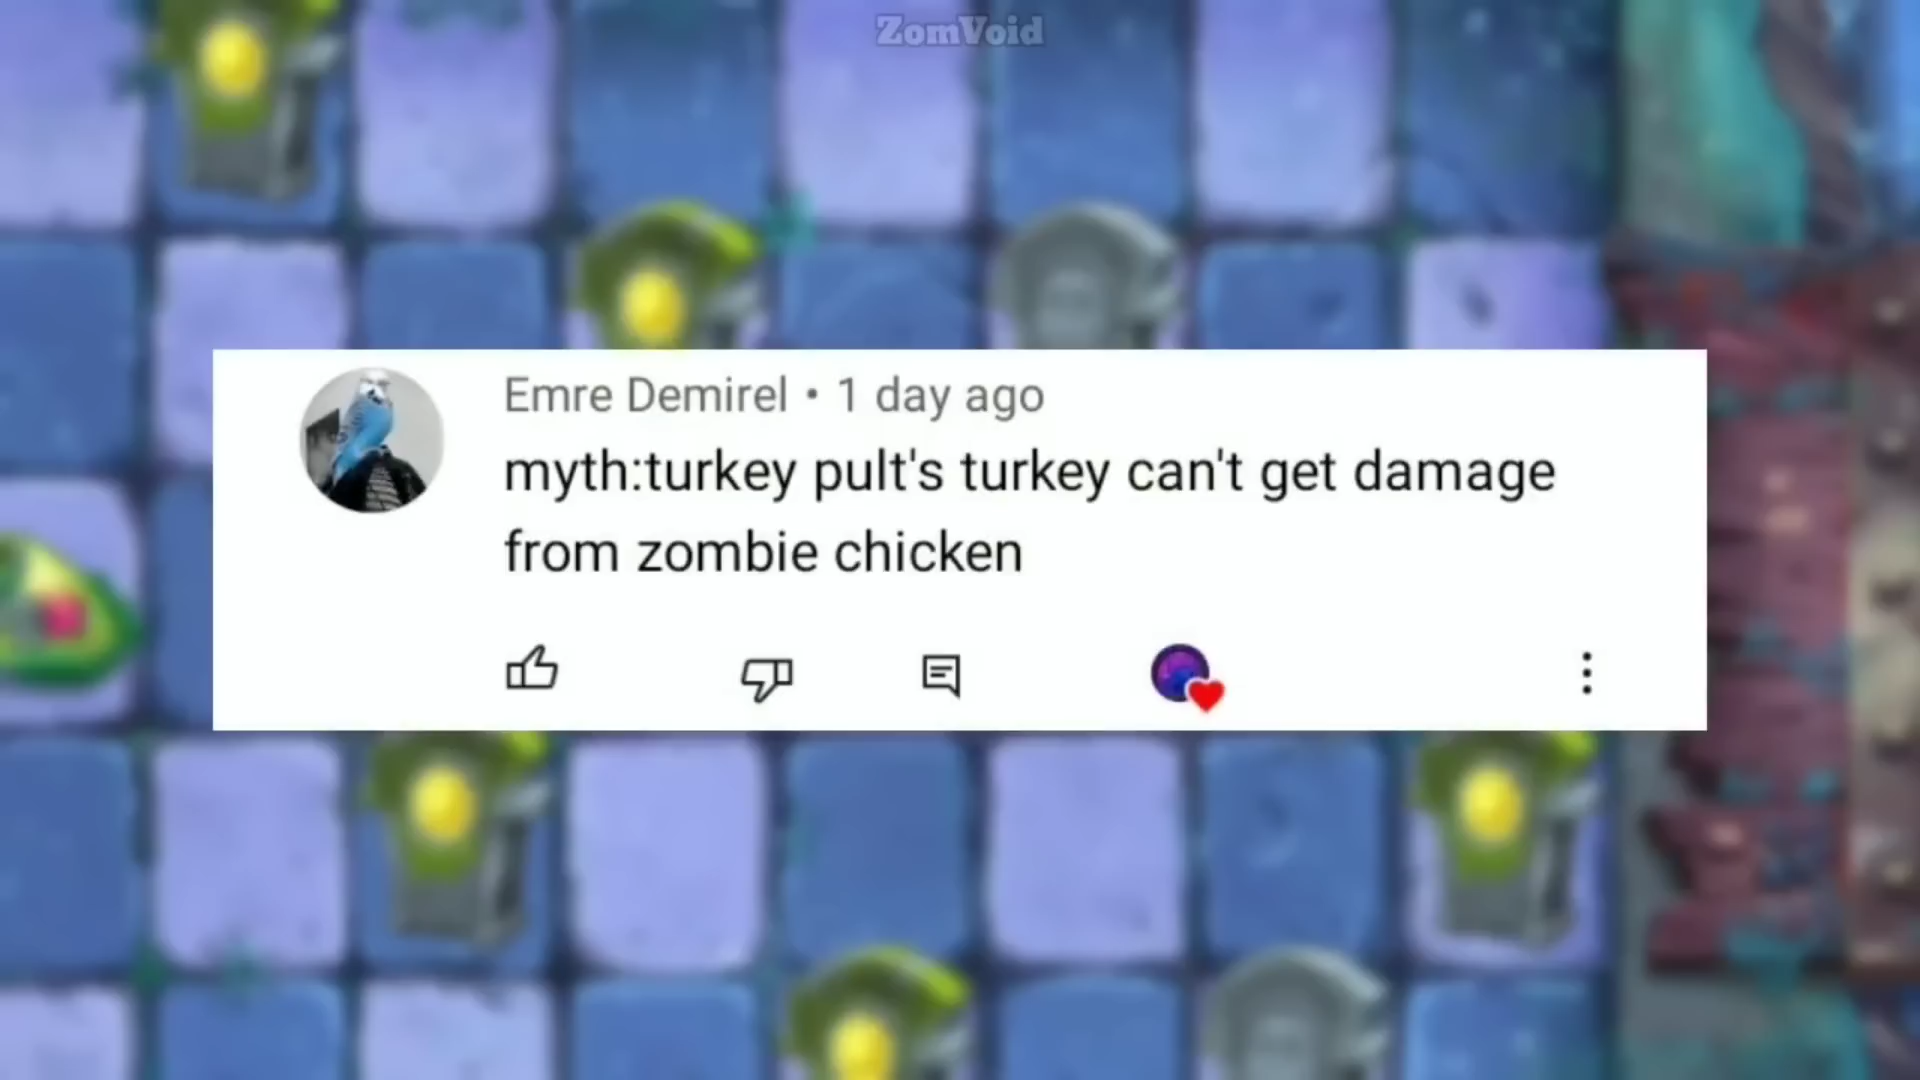 ZomVoid
Emre Demirel • 1 day ago
myth:turkey pult's turkey can't get damage
from zombie chicken